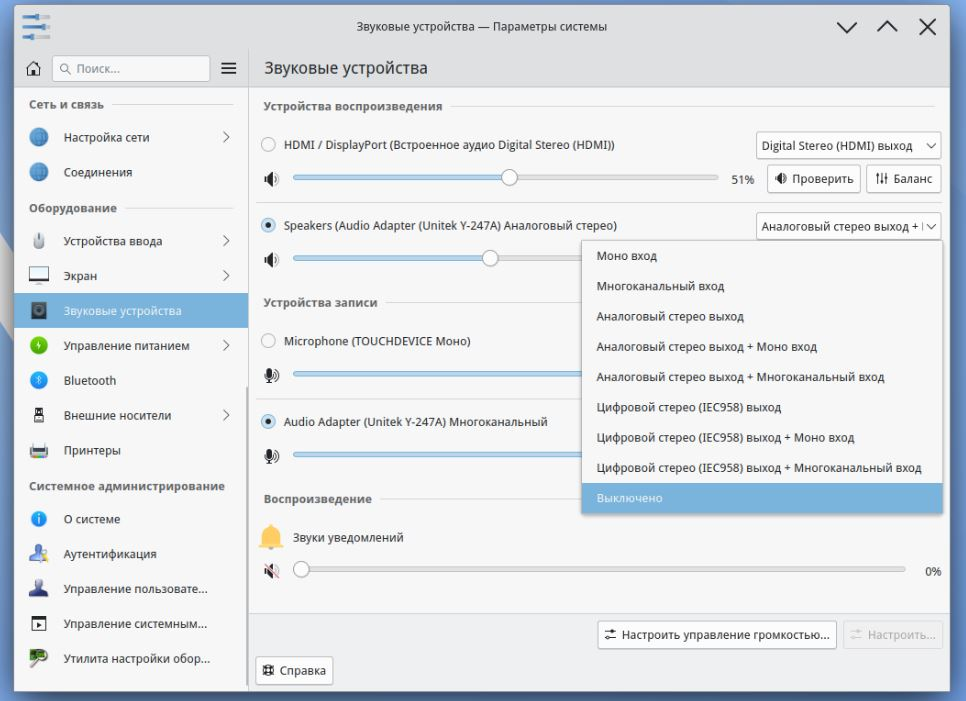 Звуковые устройства — Параметры системы
Поиск...
Звуковые устройства
Сеть и связь
Настройка сети
Соединения
Оборудование
Устройства ввода
Экран
Звуковые устройства
Управление питанием
Bluetooth
Внешние носители
Принтеры
Системное администрирование
О системе
Аутентификация
Управление пользовате...
Управление системным...
Утилита настройки обор...
Устройства воспроизведения
HDMI / DisplayPort (Встроенное аудио Digital Stereo (HDMI))
Digital Stereo (HDMI) выход
51%
Проверить
Баланс
Speakers (Audio Adapter (Unitek Y-247A) Аналоговый стерео)
Аналоговый стерео выход +
Моно вход
Многоканальный вход
Аналоговый стерео выход
Аналоговый стерео выход + Моно вход
Аналоговый стерео выход + Многоканальный вход
Цифровой стерео (IEC958) выход
Цифровой стерео (IEC958) выход + Моно вход
Цифровой стерео (IEC958) выход + Многоканальный вход
Выключено
Устройства записи
Microphone (TOUCHDEVICE Моно)
Audio Adapter (Unitek Y-247A) Многоканальный
Воспроизведение
Звуки уведомлений
0%
Настроить управление громкостью...
Настроить...
Справка